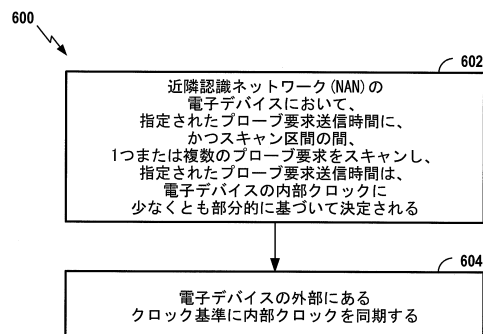 600
602
近隣認識ネットワーク(NAN)の
電子デバイスにおいて、
指定されたプローブ要求送信時間に、
かつスキャン区間の間、
1つまたは複数のプローブ要求をスキャンし、
指定されたプローブ要求送信時間は、
電子デバイスの内部クロックに
少なくとも部分的に基づいて決定される
604
電子デバイスの外部にある
クロック基準に内部クロックを同期する